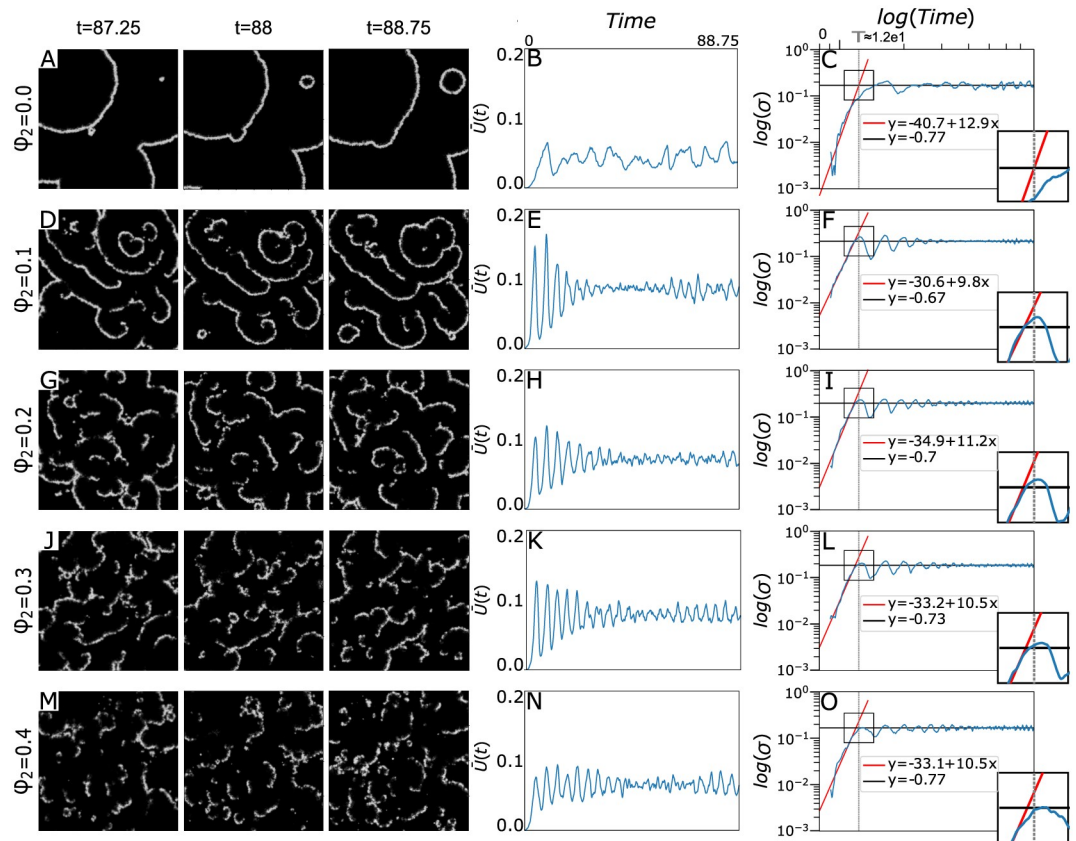 t=87.25 t=88 t=88.75 Time log(Time)
0 88.75 0 T≈1.2e1
φ₂=0.0
A B C
0.2
0.1
0.0
Ū(t)
log(σ)
10⁰
10⁻¹
10⁻²
10⁻³
y=-40.7+12.9x
y=-0.77
φ₂=0.1
D E F
0.2
0.1
0.0
Ū(t)
log(σ)
10⁰
10⁻¹
10⁻²
10⁻³
y=-30.6+9.8x
y=-0.67
φ₂=0.2
G H I
0.2
0.1
0.0
Ū(t)
log(σ)
10⁰
10⁻¹
10⁻²
10⁻³
y=-34.9+11.2x
y=-0.7
φ₂=0.3
J K L
0.2
0.1
0.0
Ū(t)
log(σ)
10⁰
10⁻¹
10⁻²
10⁻³
y=-33.2+10.5x
y=-0.73
φ₂=0.4
M N O
0.2
0.1
0.0
Ū(t)
log(σ)
10⁰
10⁻¹
10⁻²
10⁻³
y=-33.1+10.5x
y=-0.77